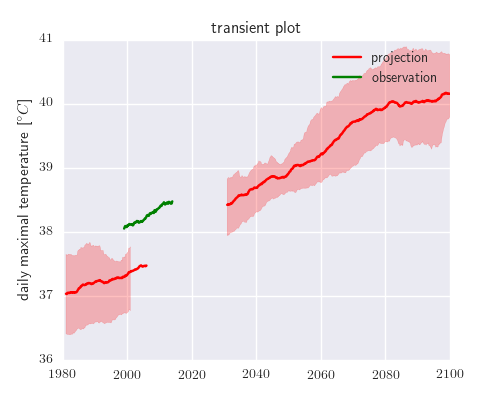 transient plot
41
40
39
38
37
36
daily maximal temperature [°C]
projection
observation
1980 2000 2020 2040 2060 2080 2100